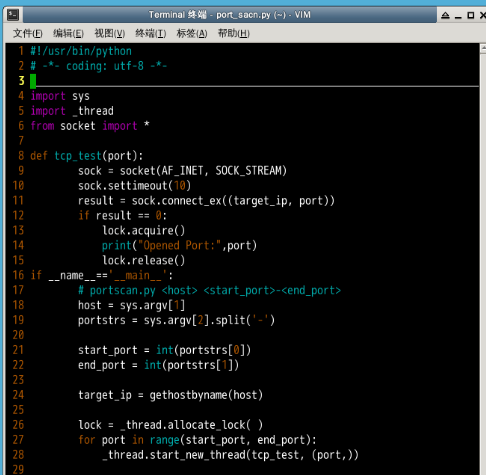 Terminal 终端 - port_sacn.py (~) - VIM
文件(F) 编辑(E) 视图(V) 终端(T) 标签(A) 帮助(H)
1 #!/usr/bin/python
2 # -*- coding: utf-8 -*-
3
4 import sys
5 import _thread
6 from socket import *
7
8 def tcp_test(port):
9         sock = socket(AF_INET, SOCK_STREAM)
10         sock.settimeout(10)
11         result = sock.connect_ex((target_ip, port))
12         if result == 0:
13             lock.acquire()
14             print("Opened Port:",port)
15             lock.release()
16 if __name__=='__main__':
17         # portscan.py <host> <start_port>-<end_port>
18         host = sys.argv[1]
19         portstrs = sys.argv[2].split('-')
20
21         start_port = int(portstrs[0])
22         end_port = int(portstrs[1])
23
24         target_ip = gethostbyname(host)
25
26         lock = _thread.allocate_lock( )
27         for port in range(start_port, end_port):
28             _thread.start_new_thread(tcp_test, (port,))
29